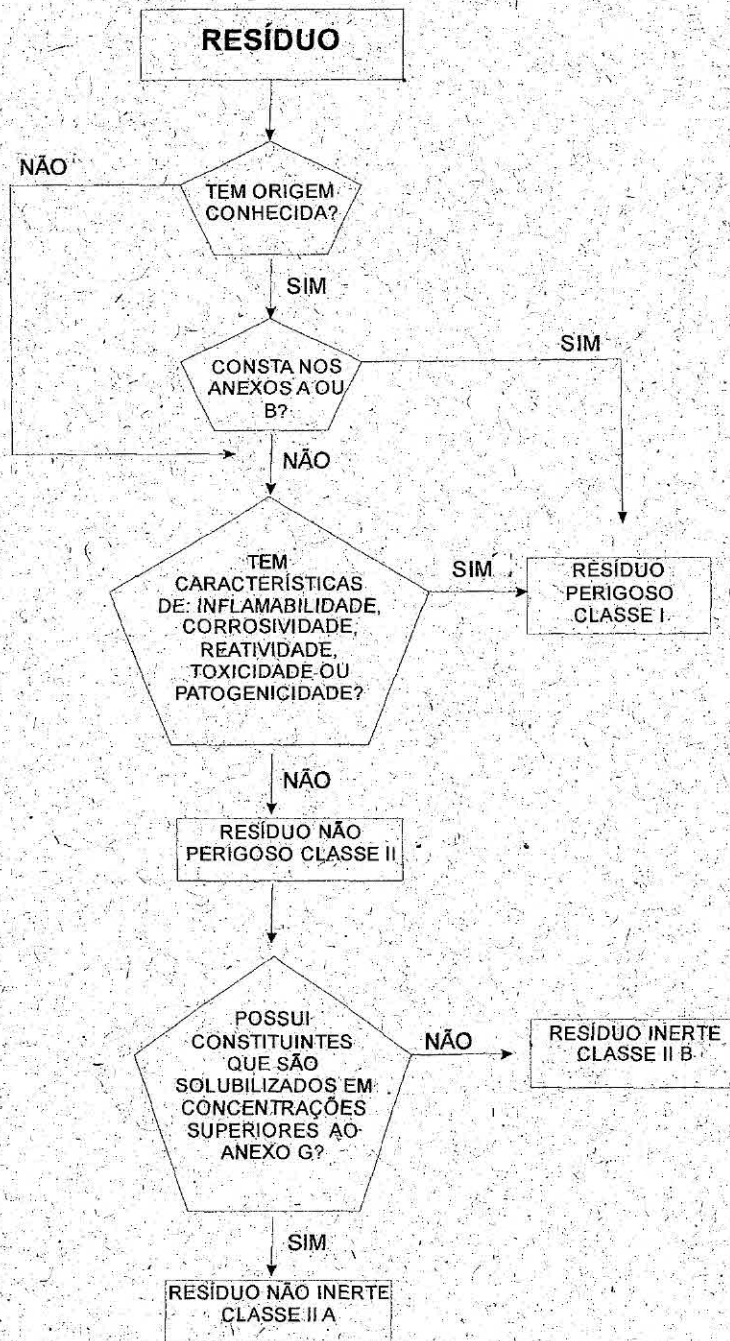 RESÍDUO
NÃO
TEM ORIGEM
CONHECIDA?
SIM
CONSTA NOS
ANEXOS A OU
B?
SIM
NÃO
TEM
CARACTERÍSTICAS
DE: INFLAMABILIDADE,
CORROSIVIDADE,
REATIVIDADE,
TOXICIDADE OU
PATOGENICIDADE?
SIM
RESÍDUO
PERIGOSO
CLASSE I
NÃO
RESÍDUO NÃO
PERIGOSO CLASSE II
POSSUI
CONSTITUINTES
QUE SÃO
SOLUBILIZADOS EM
CONCENTRAÇÕES
SUPERIORES AO
ANEXO G?
NÃO
RESÍDUO INERTE
CLASSE II B
SIM
RESÍDUO NÃO INERTE
CLASSE II A